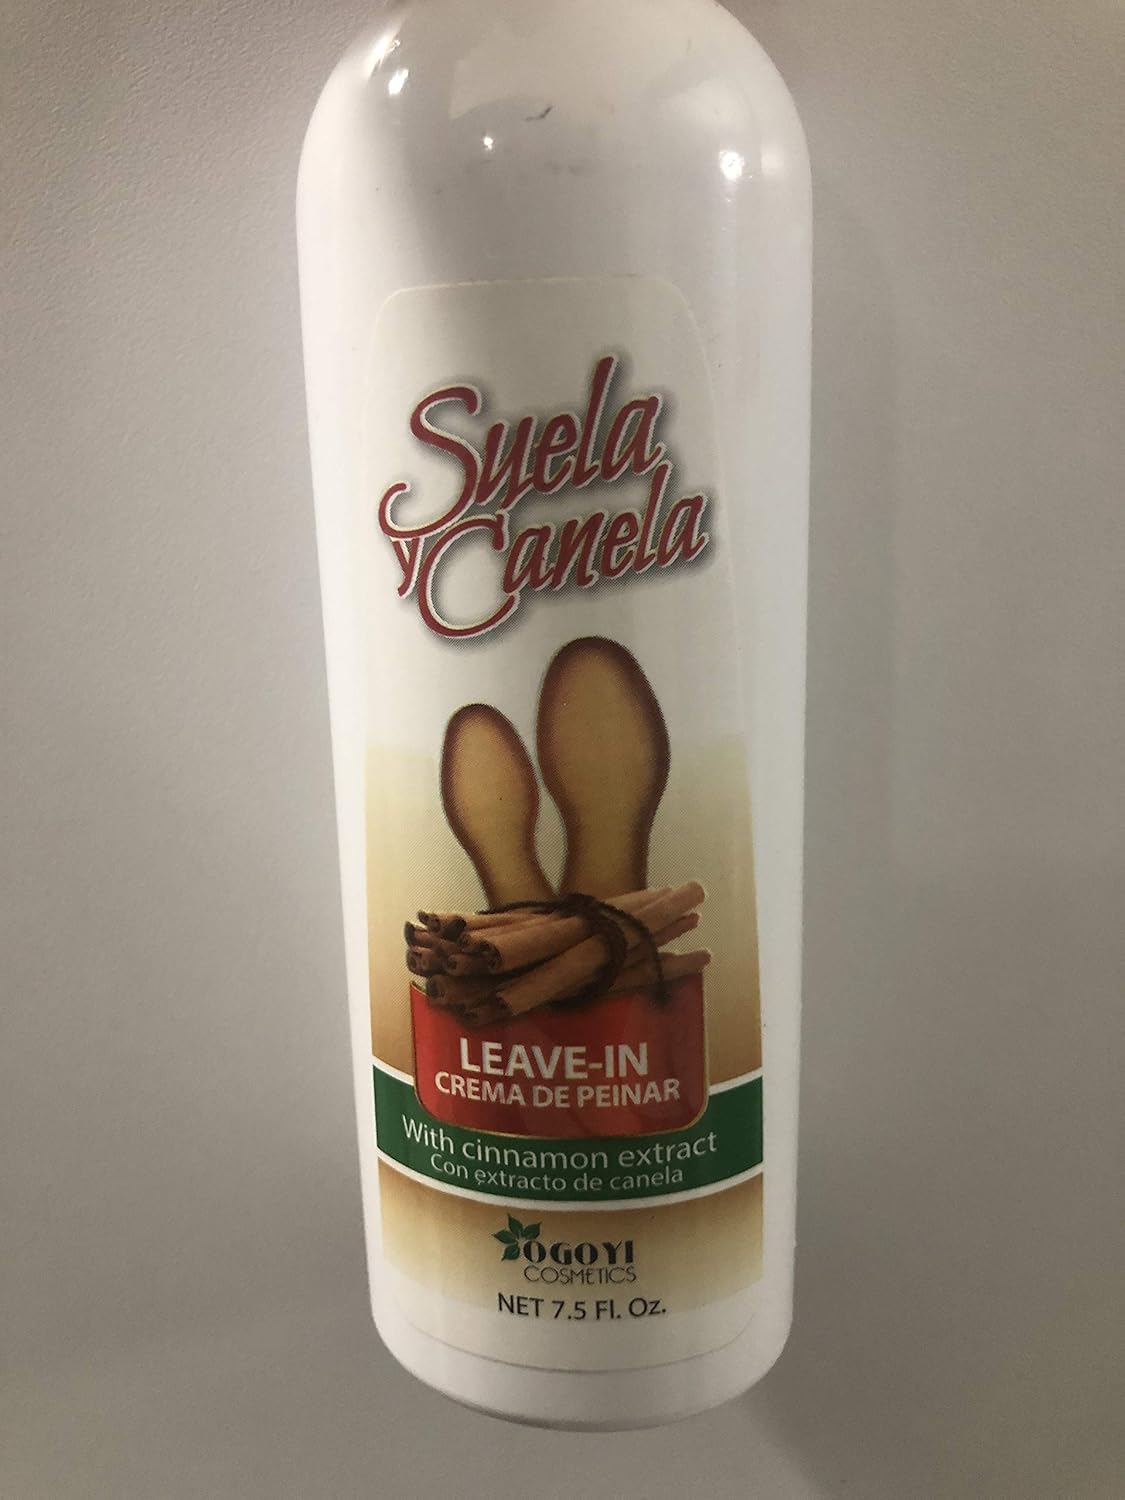 Suela
y Canela
LEAVE-IN
CREMA DE PEINAR
With cinnamon extract
Con extracto de canela
OGOYI
COSMETICS
NET 7.5 Fl. Oz.